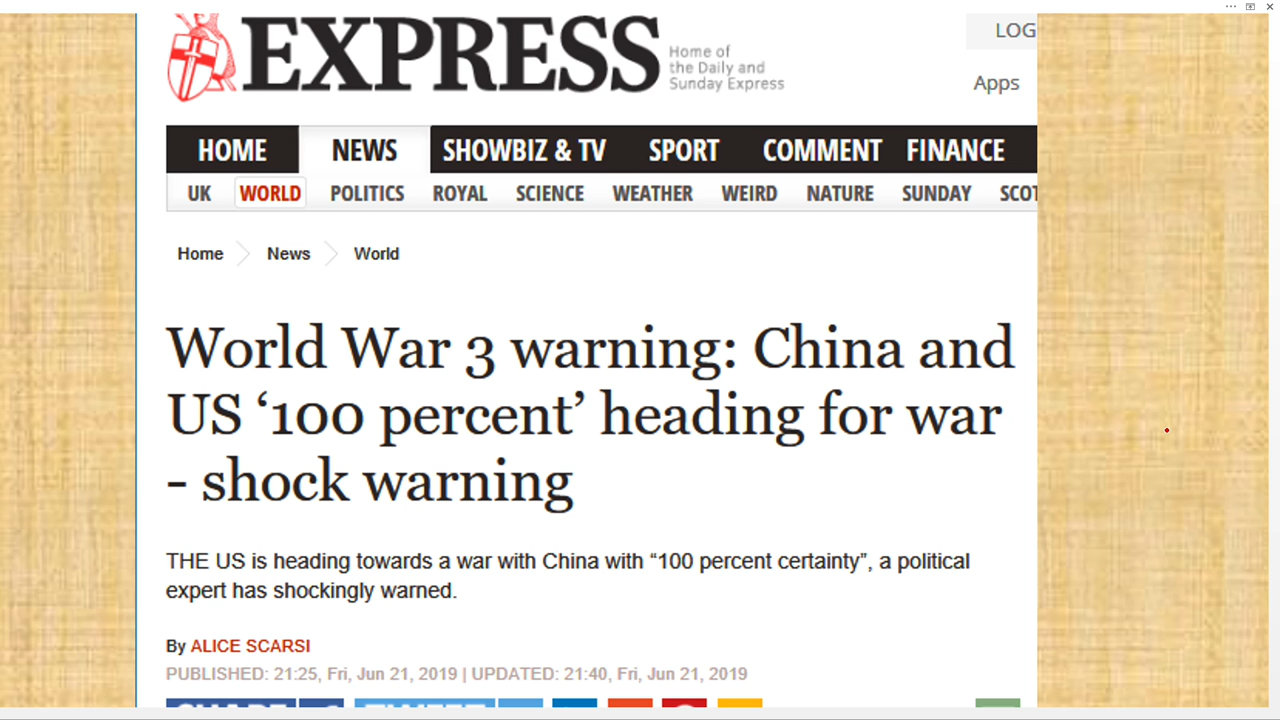 EXPRESS
Home of
the Daily and
Sunday Express
LOG
Apps
HOME NEWS SHOWBIZ & TV SPORT COMMENT FINANCE
UK WORLD POLITICS ROYAL SCIENCE WEATHER WEIRD NATURE SUNDAY SCOT
Home News World
World War 3 warning: China and
US ‘100 percent’ heading for war
- shock warning
THE US is heading towards a war with China with “100 percent certainty”, a political
expert has shockingly warned.
By ALICE SCARSI
PUBLISHED: 21:25, Fri, Jun 21, 2019 | UPDATED: 21:40, Fri, Jun 21, 2019
SHARE TWEET